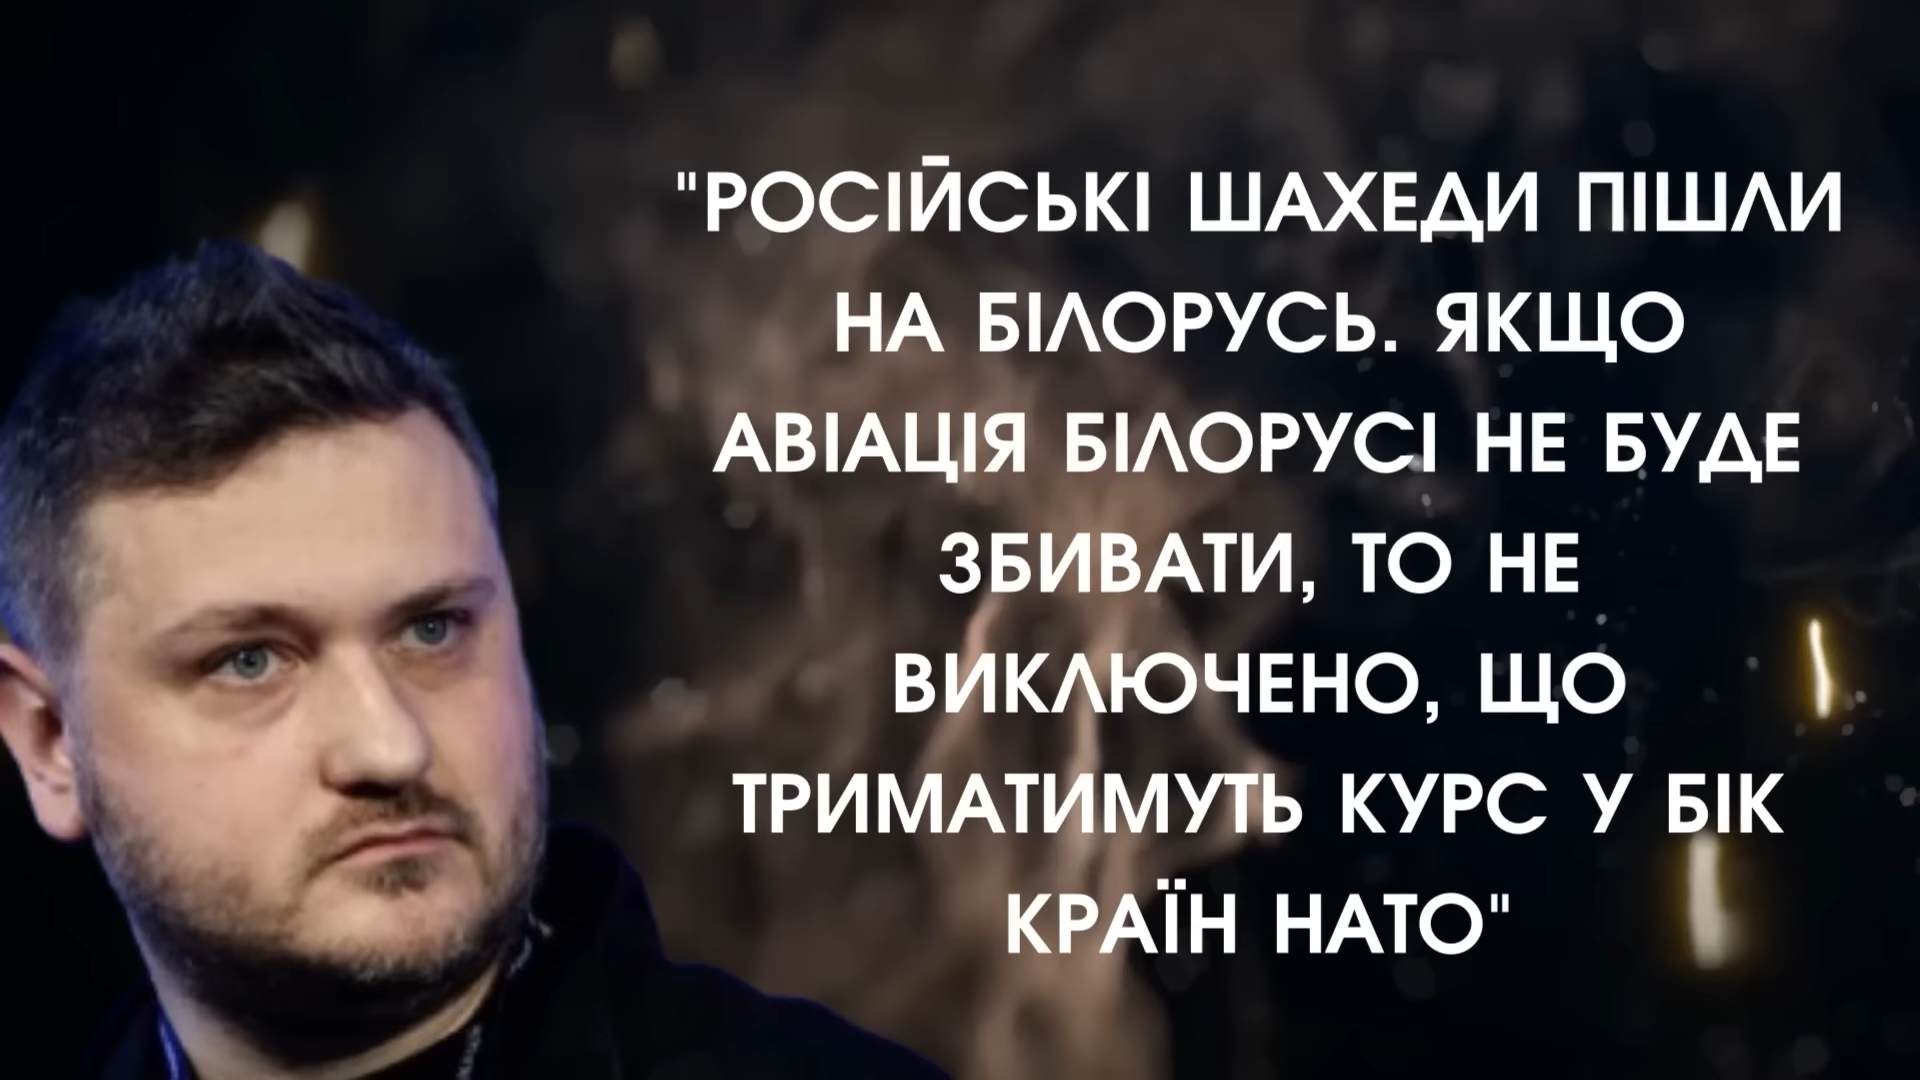 "РОСІЙСЬКІ ШАХЕДИ ПІШЛИ
НА БІЛОРУСЬ. ЯКЩО
АВІАЦІЯ БІЛОРУСІ НЕ БУДЕ
ЗБИВАТИ, ТО НЕ
ВИКЛЮЧЕНО, ЩО
ТРИМАТИМУТЬ КУРС У БІК
КРАЇН НАТО"